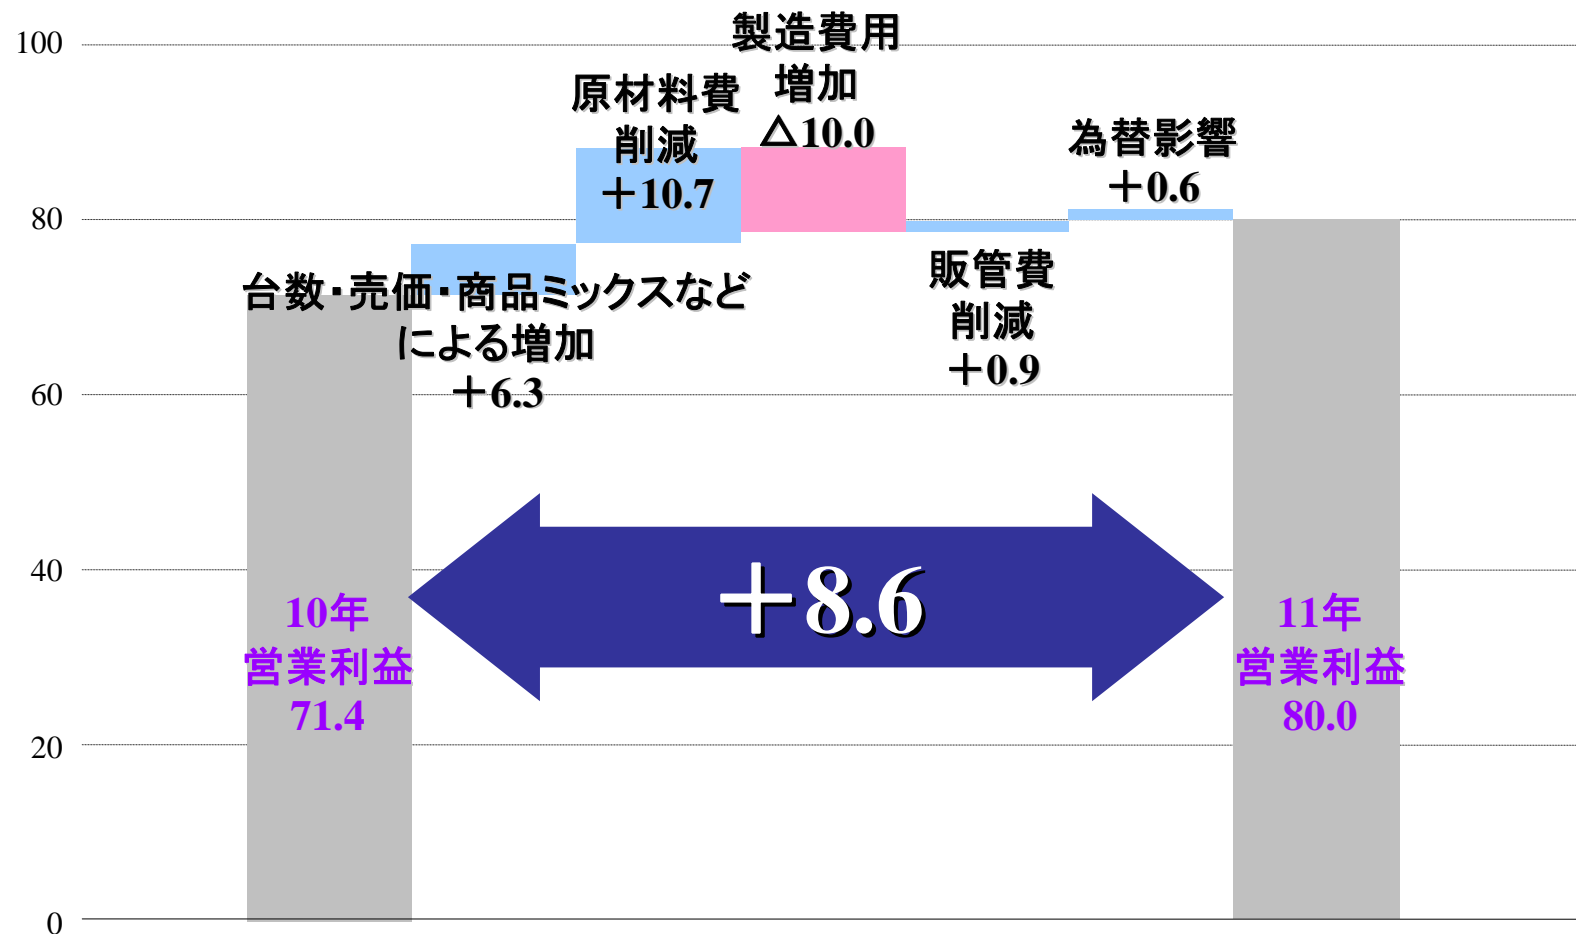 100
80
60
40
20
0
10年
営業利益
71.4
台数・売価・商品ミックスなど
による増加
＋6.3
原材料費
削減
＋10.7
製造費用
増加
△10.0
販管費
削減
＋0.9
為替影響
＋0.6
＋8.6
11年
営業利益
80.0